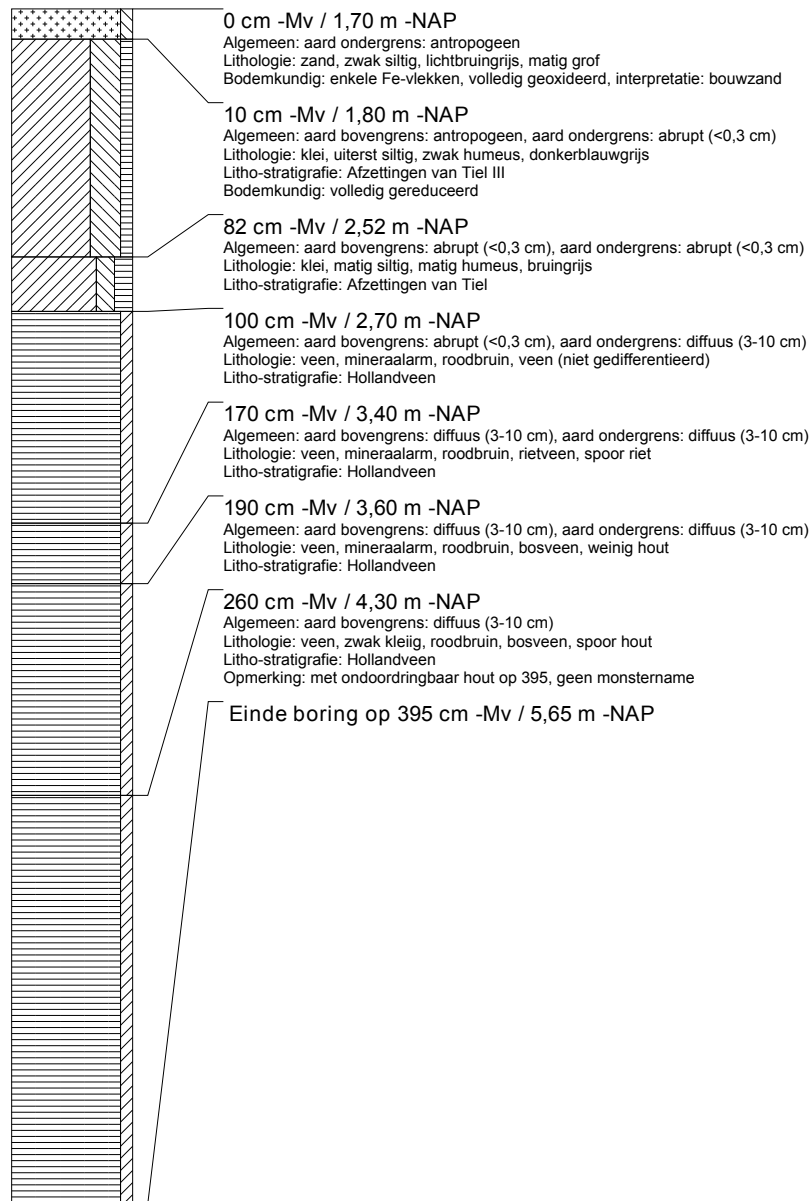 0 cm -Mv / 1,70 m -NAP
Algemeen: aard ondergrens: antropogeen
Lithologie: zand, zwak siltig, lichtbruingrijs, matig grof
Bodemkundig: enkele Fe-vlekken, volledig geoxideerd, interpretatie: bouwzand
10 cm -Mv / 1,80 m -NAP
Algemeen: aard bovengrens: antropogeen, aard ondergrens: abrupt (<0,3 cm)
Lithologie: klei, uiterst siltig, zwak humeus, donkerblauwgrijs
Litho-stratigrafie: Afzettingen van Tiel III
Bodemkundig: volledig gereduceerd
82 cm -Mv / 2,52 m -NAP
Algemeen: aard bovengrens: abrupt (<0,3 cm), aard ondergrens: abrupt (<0,3 cm)
Lithologie: klei, matig siltig, matig humeus, bruingrijs
Litho-stratigrafie: Afzettingen van Tiel
100 cm -Mv / 2,70 m -NAP
Algemeen: aard bovengrens: abrupt (<0,3 cm), aard ondergrens: diffuus (3-10 cm)
Lithologie: veen, mineraalarm, roodbruin, veen (niet gedifferentieerd)
Litho-stratigrafie: Hollandveen
170 cm -Mv / 3,40 m -NAP
Algemeen: aard bovengrens: diffuus (3-10 cm), aard ondergrens: diffuus (3-10 cm)
Lithologie: veen, mineraalarm, roodbruin, rietveen, spoor riet
Litho-stratigrafie: Hollandveen
190 cm -Mv / 3,60 m -NAP
Algemeen: aard bovengrens: diffuus (3-10 cm), aard ondergrens: diffuus (3-10 cm)
Lithologie: veen, mineraalarm, roodbruin, bosveen, weinig hout
Litho-stratigrafie: Hollandveen
260 cm -Mv / 4,30 m -NAP
Algemeen: aard bovengrens: diffuus (3-10 cm)
Lithologie: veen, zwak kleiig, roodbruin, bosveen, spoor hout
Litho-stratigrafie: Hollandveen
Opmerking: met ondoordringbaar hout op 395, geen monstername
Einde boring op 395 cm -Mv / 5,65 m -NAP